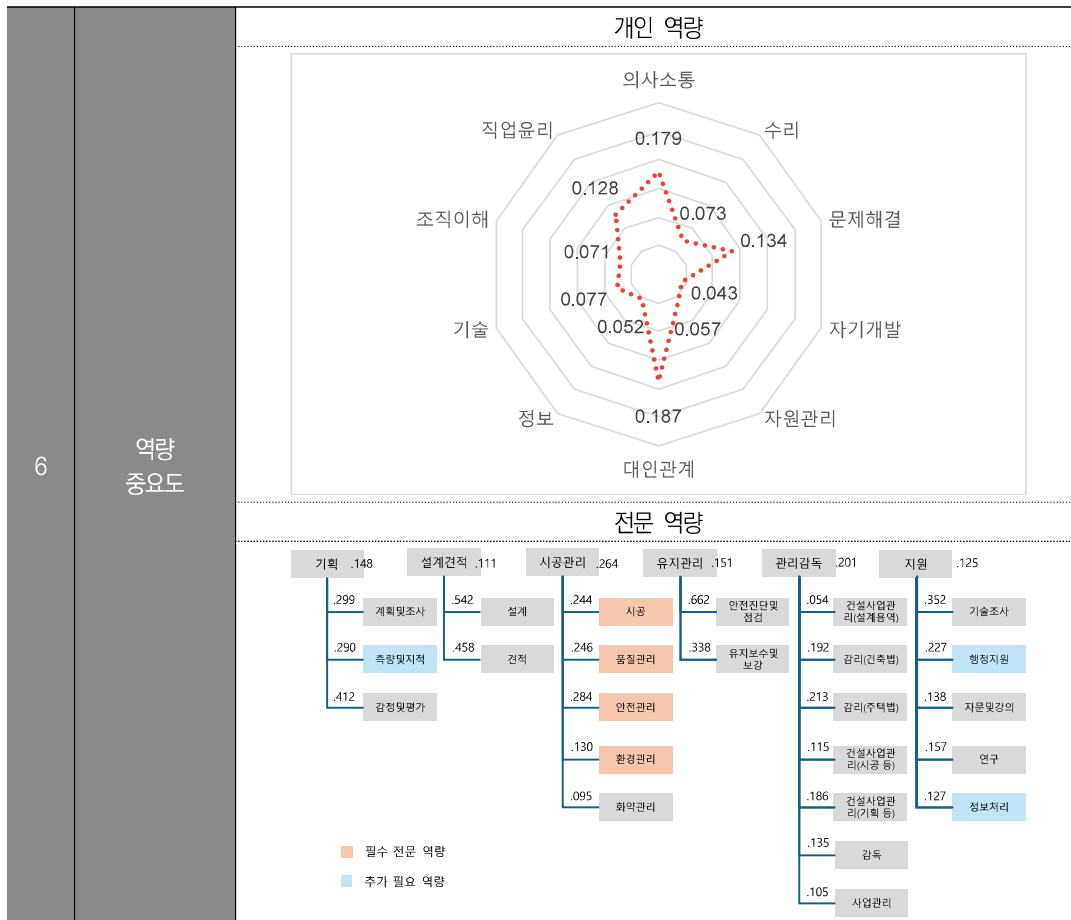 6
역량
중요도
개인 역량
의사소통
직업윤리
수리
0.179
0.128
0.073
조직이해
문제해결
0.134
0.071
0.077
0.043
기술
0.052
0.057
자기개발
정보
0.187
자원관리
대인관계
전문 역량
기획 .148
.299 계획및조사
.290 측량및지적
.412 감정및평가
설계견적 .111
.542 설계
.458 견적
시공관리 .264
.244 시공
.246 품질관리
.284 안전관리
.130 환경관리
.095 화약관리
유지관리 .151
.662 안전진단및
점검
.338 유지보수및
보강
관리감독 .201
.054 건설사업관
리(설계용역)
.192 감리(건축법)
.213 감리(주택법)
.115 건설사업관
리(시공 등)
.186 건설사업관
리(기획 등)
.135 감독
.105 사업관리
지원 .125
.352 기술조사
.227 행정지원
.138 자문및강의
.157 연구
.127 정보처리
필수 전문 역량
추가 필요 역량